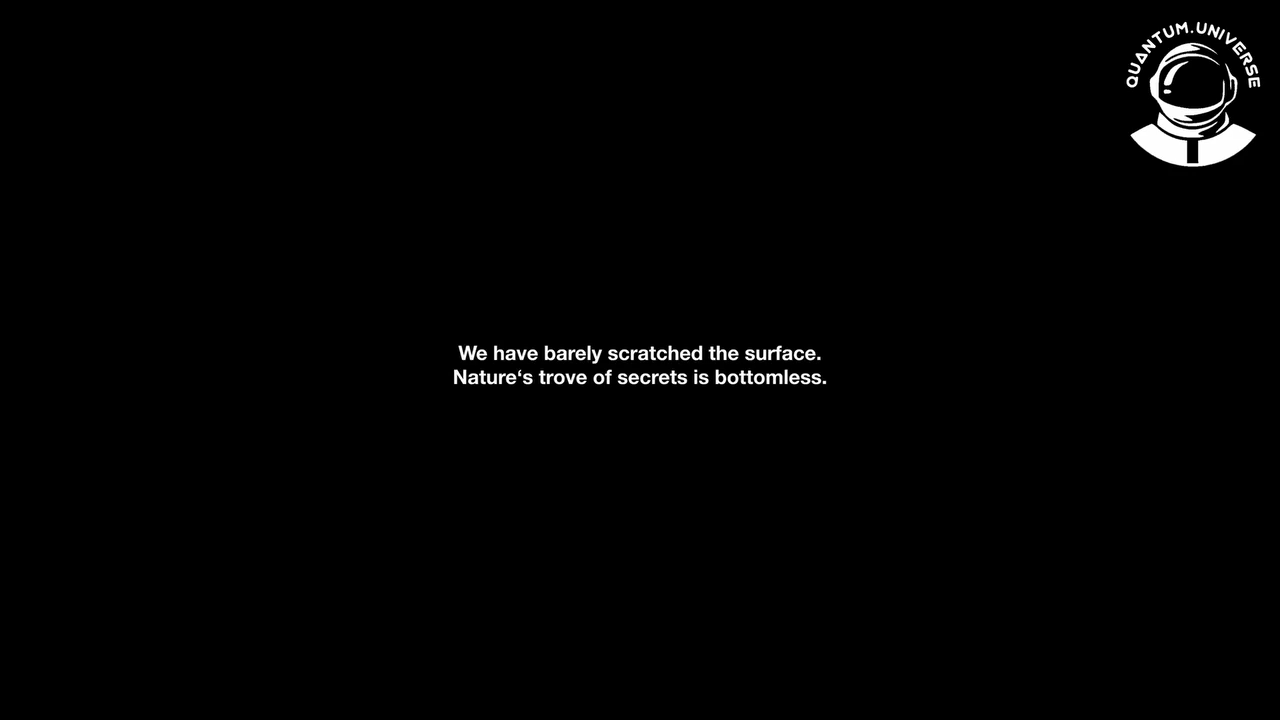 QUANTUM.UNIVERSE
We have barely scratched the surface.
Nature‘s trove of secrets is bottomless.